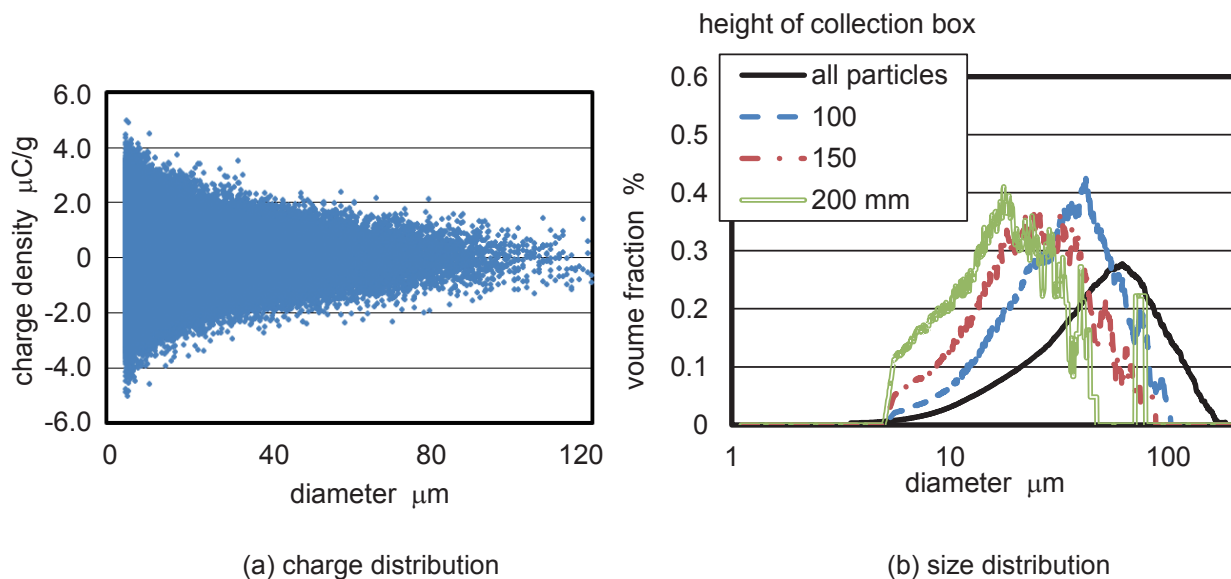 height of collection box
6.0
4.0
2.0
0
-2.0
-4.0
-6.0
charge density μC/g
0 40 80 120
diameter μm
(a) charge distribution
0.6
0.5
0.4
0.3
0.2
0.1
0
voume fraction %
all particles
100
150
200 mm
1 10 100
diameter μm
(b) size distribution